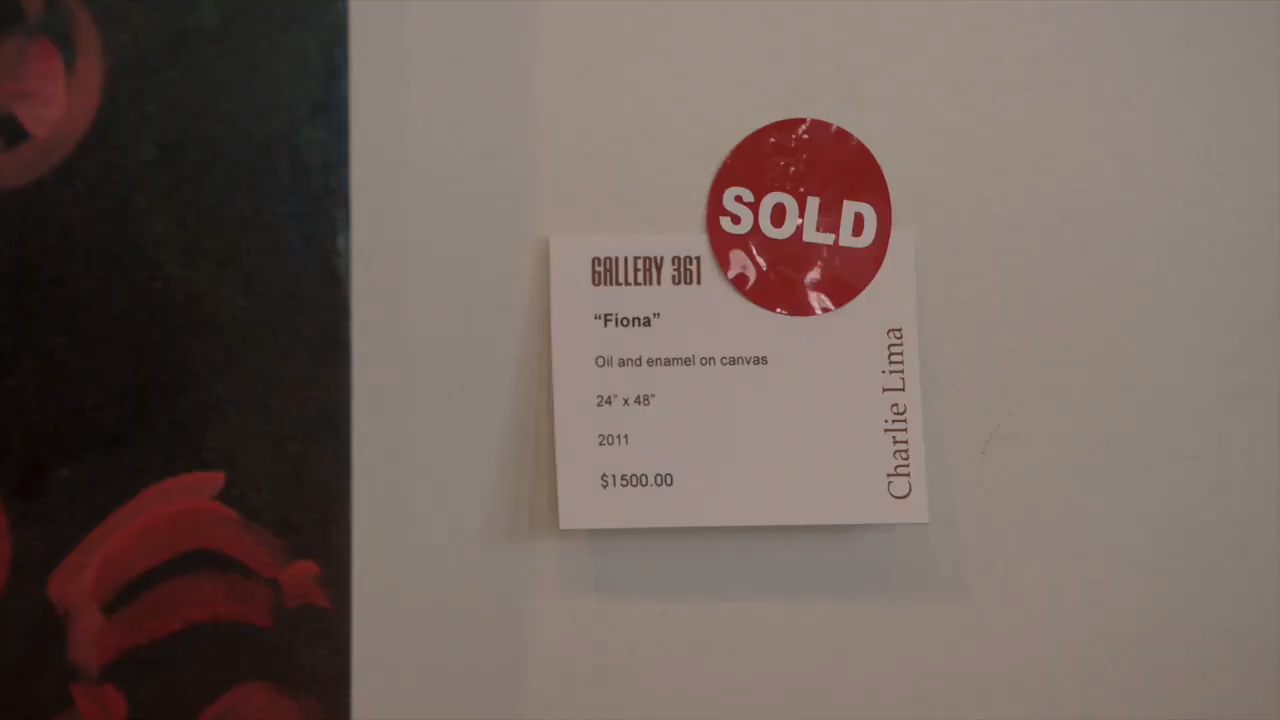 SOLD
GALLERY 361
“Fiona”
Oil and enamel on canvas
24" x 48"
2011
$1500.00
Charlie Lima